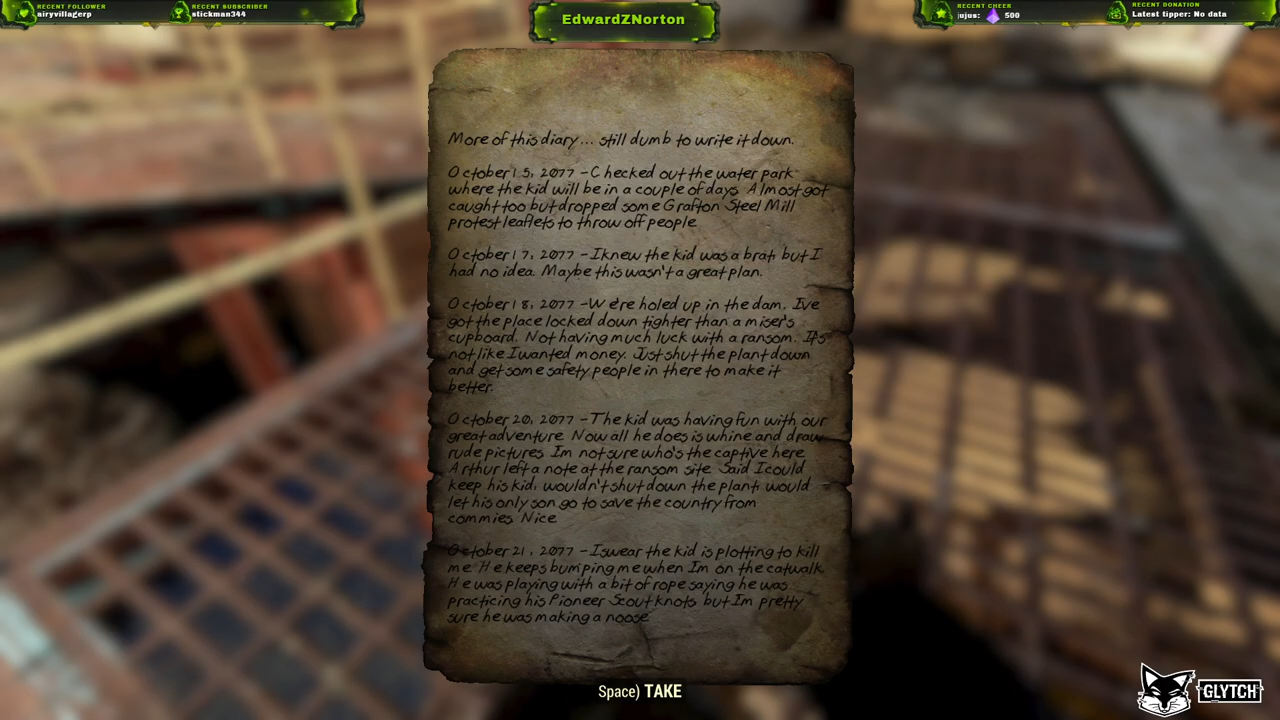 RECENT FOLLOWER
airyvillagerp
RECENT SUBSCRIBER
stickman344
EdwardZNorton
RECENT CHEER
ujus: 500
RECENT DONATION
Latest tipper: No data
More of this diary... still dumb to write it down.
October 15, 2077 - Checked out the water park
where the kid will be in a couple of days. Almost got
caught too but dropped some Grafton Steel Mill
protest leaflets to throw off people.
October 17, 2077 - I knew the kid was a brat, but I
had no idea. Maybe this wasn't a great plan.
October 18, 2077 - We're holed up in the dam. I've
got the place locked down tighter than a miser's
cupboard. Not having much luck with a ransom. It's
not like I wanted money. Just shut the plant down
and get some safety people in there to make it
better.
October 20, 2077 - The kid was having fun with our
great adventure. Now all he does is whine and draw
rude pictures. I'm not sure who's the captive here.
Arthur left a note at the ransom site. Said I could
keep his kid, wouldn't shut down the plant, would
let his only son go to save the country from
commies. Nice.
October 21, 2077 - I swear the kid is plotting to kill
me. He keeps bumping me when I'm on the catwalk.
He was playing with a bit of rope saying he was
practicing his Pioneer Scout knots, but I'm pretty
sure he was making a noose.
Space) TAKE
GLYTCH